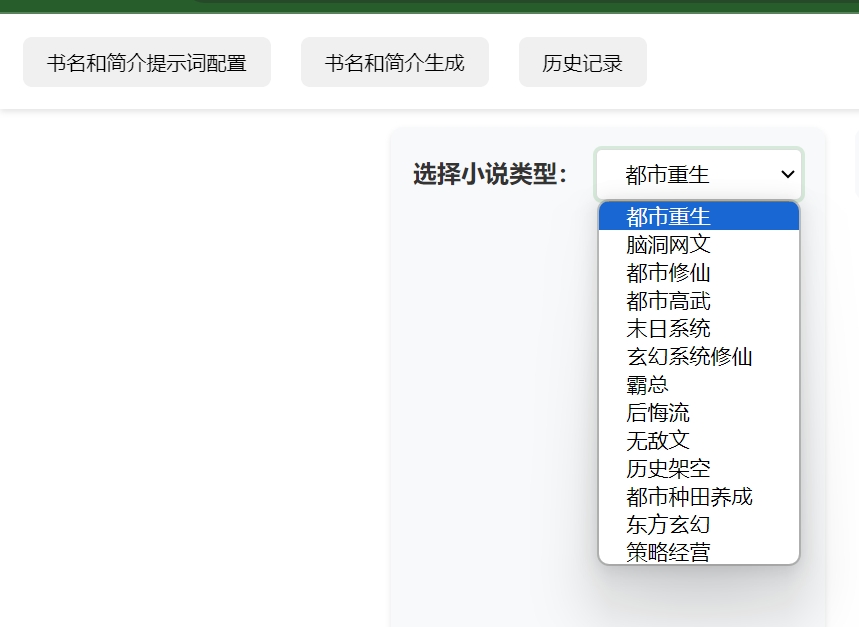 书名和简介提示词配置
书名和简介生成
历史记录
选择小说类型：
都市重生
都市重生
脑洞网文
都市修仙
都市高武
末日系统
玄幻系统修仙
霸总
后悔流
无敌文
历史架空
都市种田养成
东方玄幻
策略经营